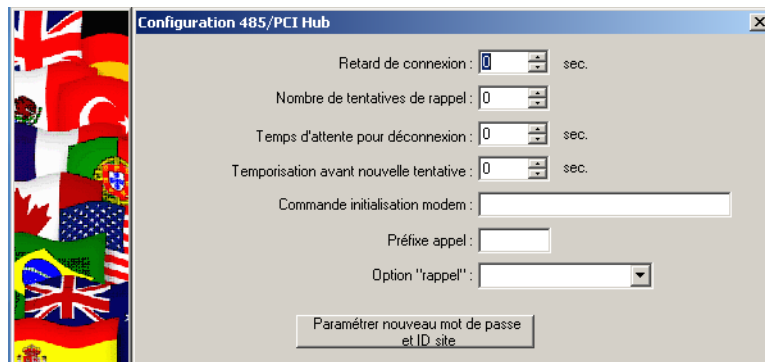 Configuration 485/PCI Hub
Retard de connexion : 0 sec.
Nombre de tentatives de rappel : 0
Temps d'attente pour déconnexion : 0 sec.
Temporisation avant nouvelle tentative : 0 sec.
Commande initialisation modem :
Préfixe appel :
Option "rappel" :
Paramétrer nouveau mot de passe
et ID site